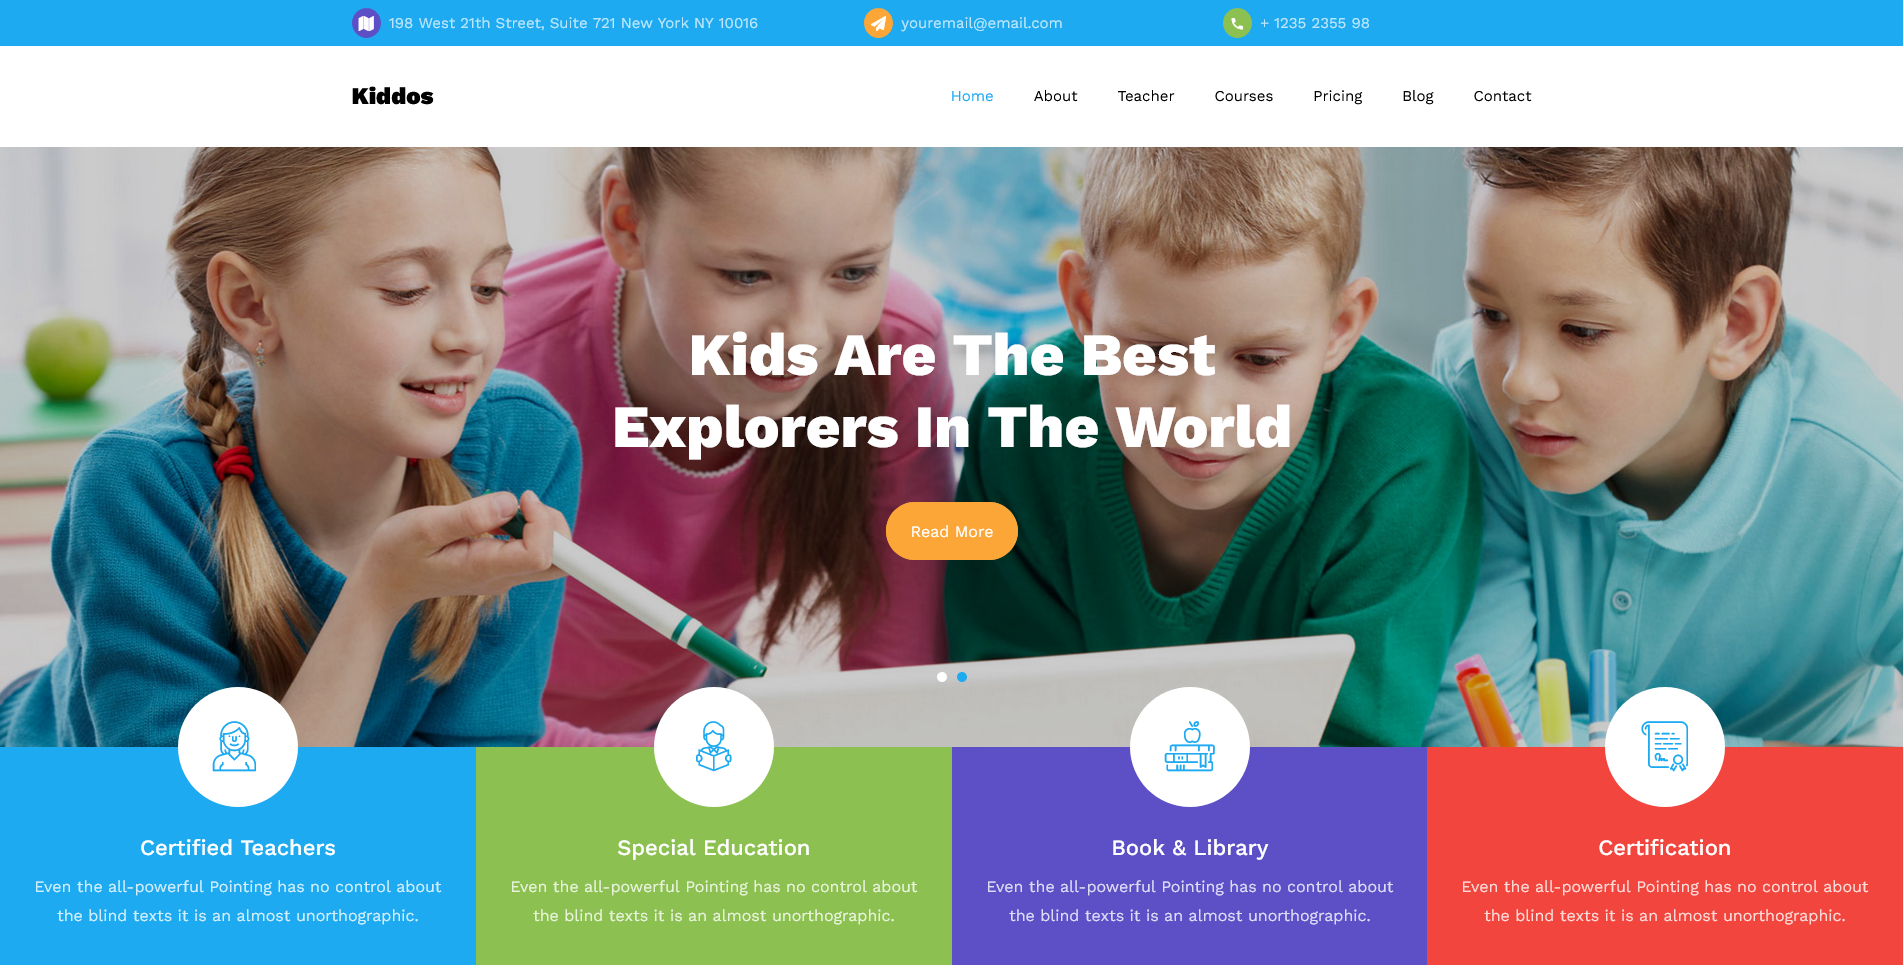 198 West 21th Street, Suite 721 New York NY 10016
youremail@email.com
+ 1235 2355 98
Kiddos
Home
About
Teacher
Courses
Pricing
Blog
Contact
Kids Are The Best
Explorers In The World
Read More
Certified Teachers
Even the all-powerful Pointing has no control about
the blind texts it is an almost unorthographic.
Special Education
Even the all-powerful Pointing has no control about
the blind texts it is an almost unorthographic.
Book & Library
Even the all-powerful Pointing has no control about
the blind texts it is an almost unorthographic.
Certification
Even the all-powerful Pointing has no control about
the blind texts it is an almost unorthographic.